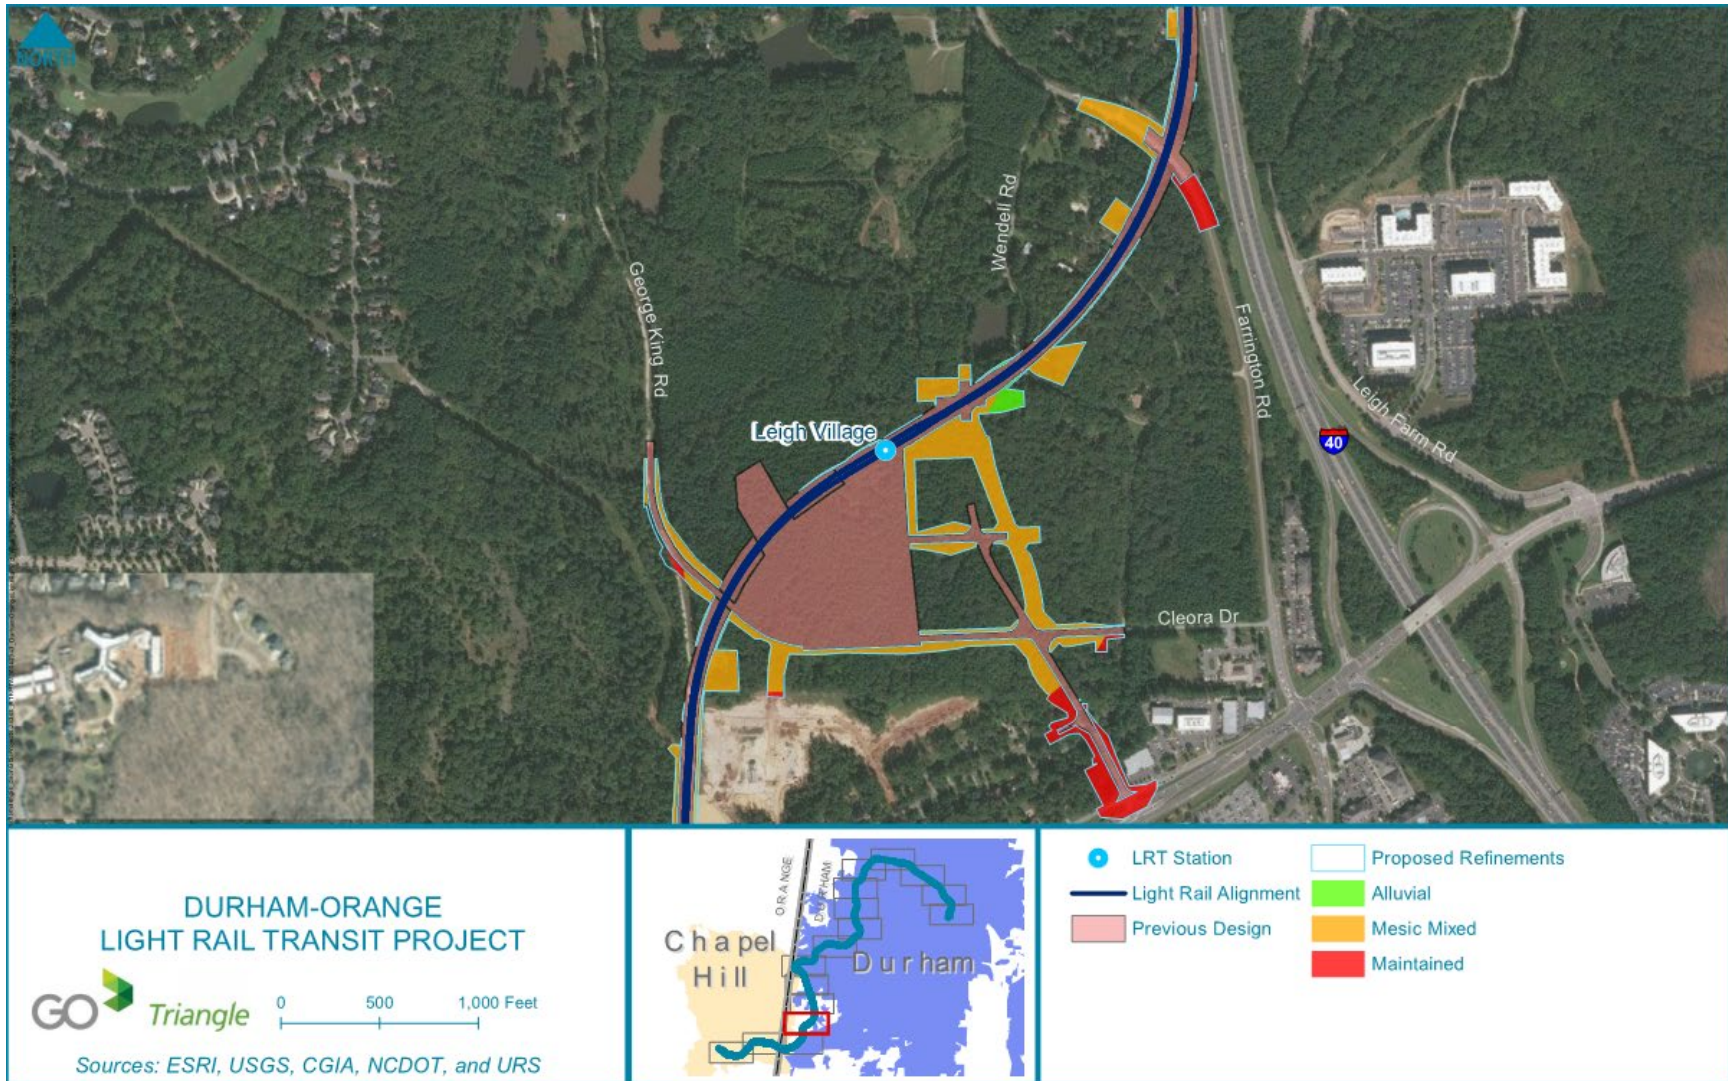 NORTH
Wendell Rd
George King Rd
Farrington Rd
Leigh Farm Rd
40
Leigh Village
Cleora Dr
DURHAM-ORANGE
LIGHT RAIL TRANSIT PROJECT
GO Triangle
0 500 1,000 Feet
Sources: ESRI, USGS, CGIA, NCDOT, and URS
ORANGE
DURHAM
Chapel
Hill
Durham
LRT Station
Light Rail Alignment
Previous Design
Proposed Refinements
Alluvial
Mesic Mixed
Maintained